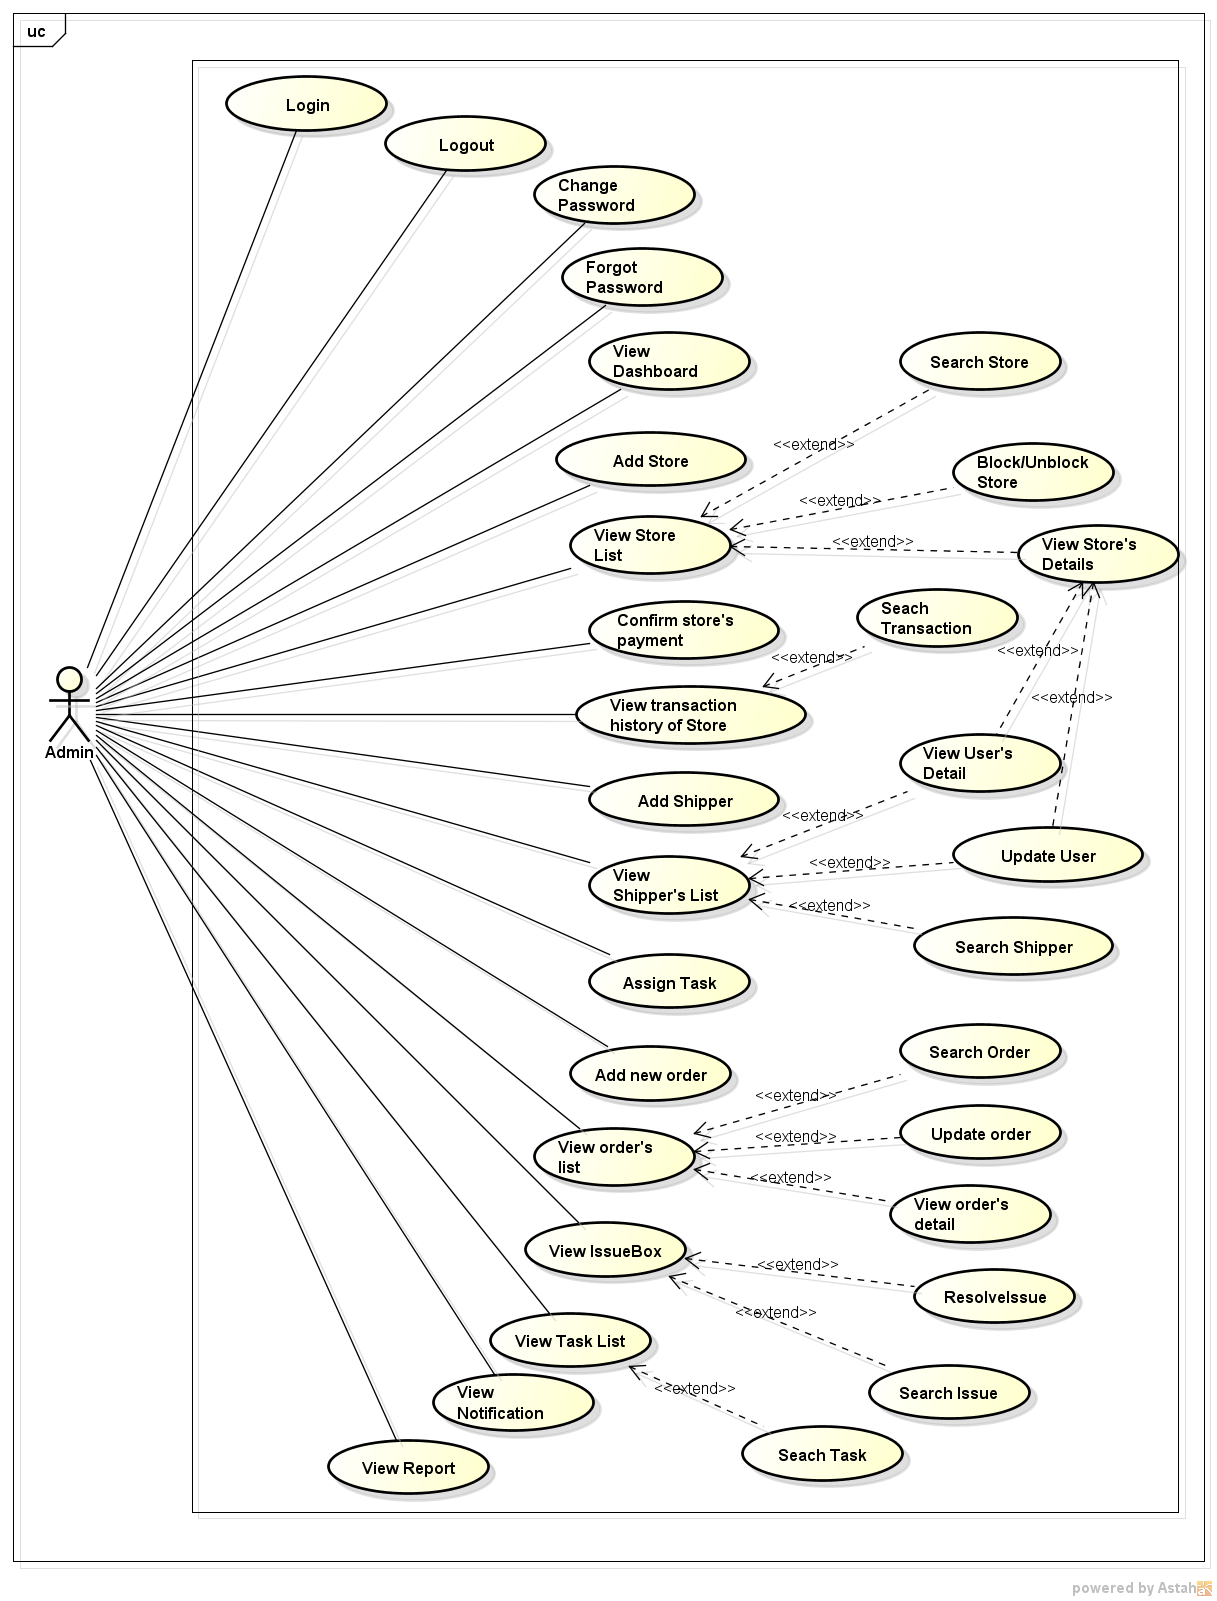 uc
Login
Logout
Change
Password
Forgot
Password
View
Dashboard
Search Store
<<extend>>
Add Store
Block/Unblock
Store
<<extend>>
View Store
List
<<extend>>
View Store's
Details
Confirm store's
payment
Seach
Transaction
<<extend>>
<<extend>>
<<extend>>
View transaction
history of Store
Admin
View User's
Detail
Add Shipper
<<extend>>
Update User
<<extend>>
View
Shipper's List
<<extend>>
Search Shipper
Assign Task
Search Order
Add new order
<<extend>>
Update order
<<extend>>
View order's
list
<<extend>>
View order's
detail
View IssueBox
<<extend>>
ResolveIssue
<<extend>>
View Task List
<<extend>>
Search Issue
View
Notification
Seach Task
View Report
powered by Astah